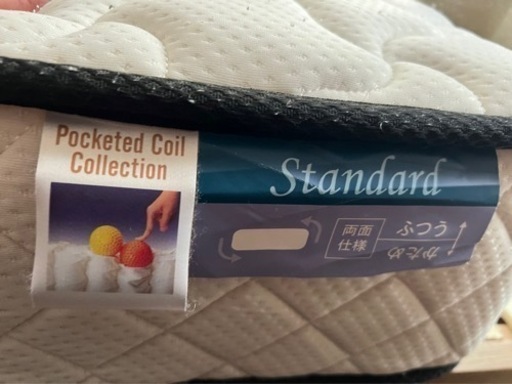 Pocketed Coil
Collection
Standard
両面
仕様
ふつう
かため